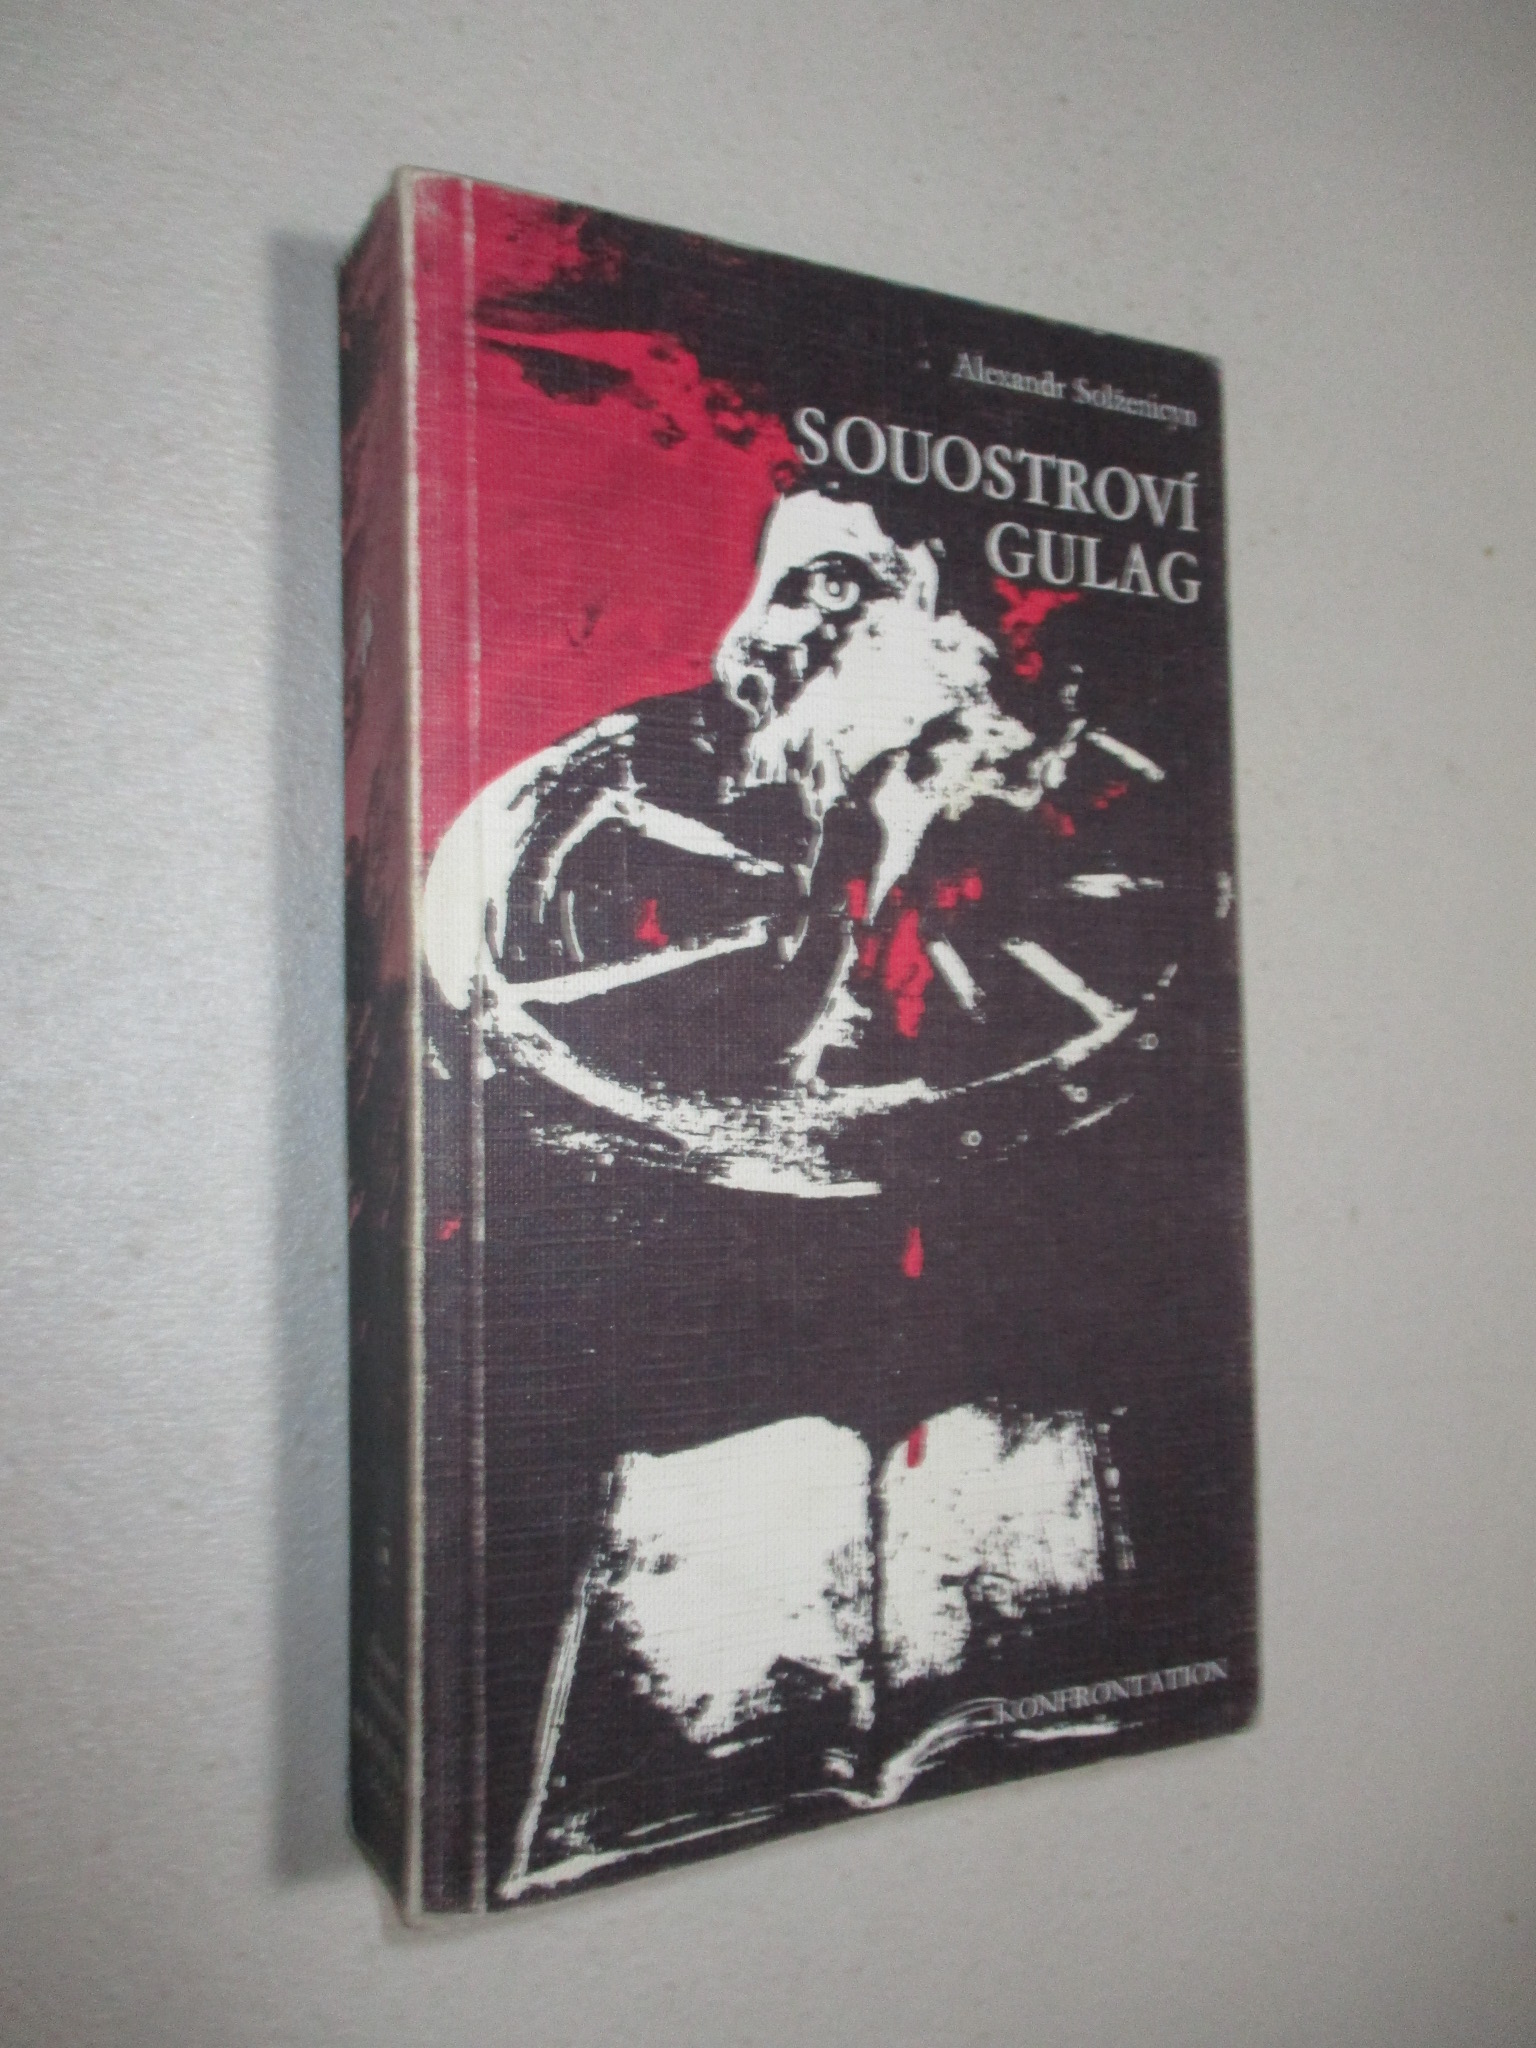 Alexandr Solženicyn
SOUOSTROVÍ
GULAG
KONFRONTATION